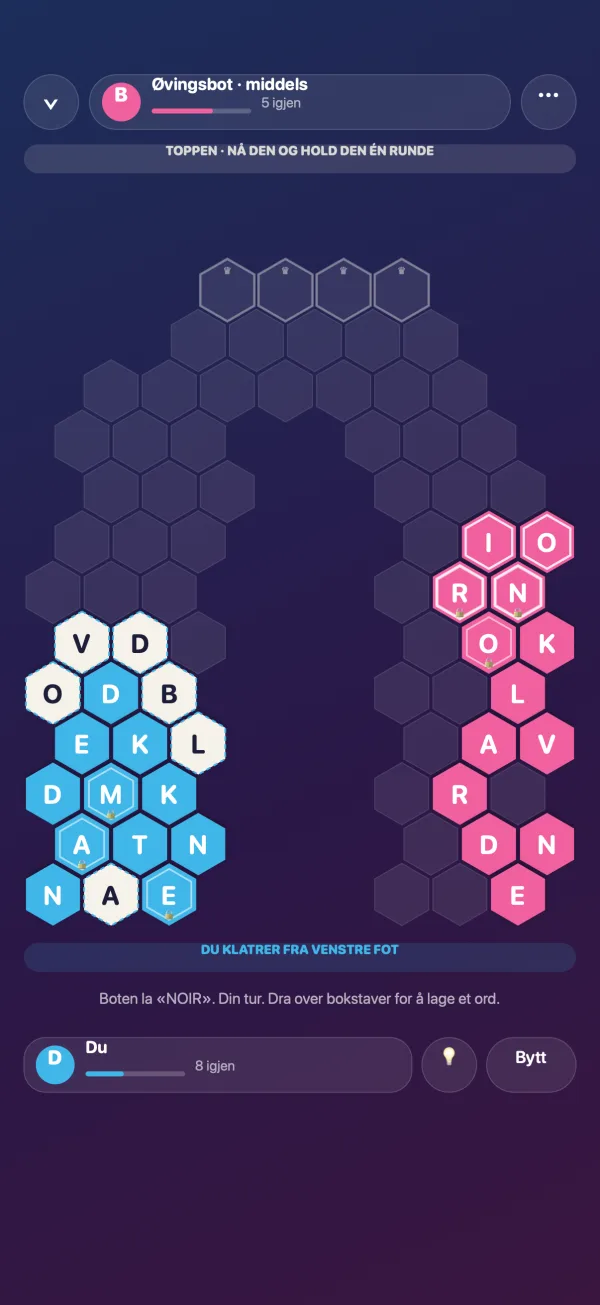 Øvingsbot · middels
B
5 igjen
TOPPEN · NÅ DEN OG HOLD DEN ÉN RUNDE
I O
R N
V D O K
O D B L
E K L A V
D M K R
A T N D N
N A E E
DU KLATRER FRA VENSTRE FOT
Boten la «NOIR». Din tur. Dra over bokstaver for å lage et ord.
Du
D
8 igjen
Bytt